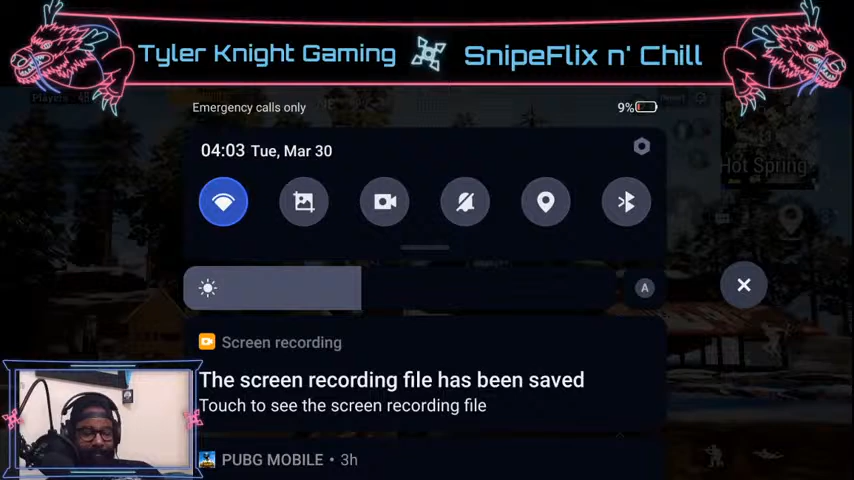 Tyler Knight Gaming SnipeFlix n' Chill
Players
Emergency calls only 9%
04:03 Tue, Mar 30
Hot Spring
A
Screen recording
The screen recording file has been saved
Touch to see the screen recording file
PUBG MOBILE • 3h